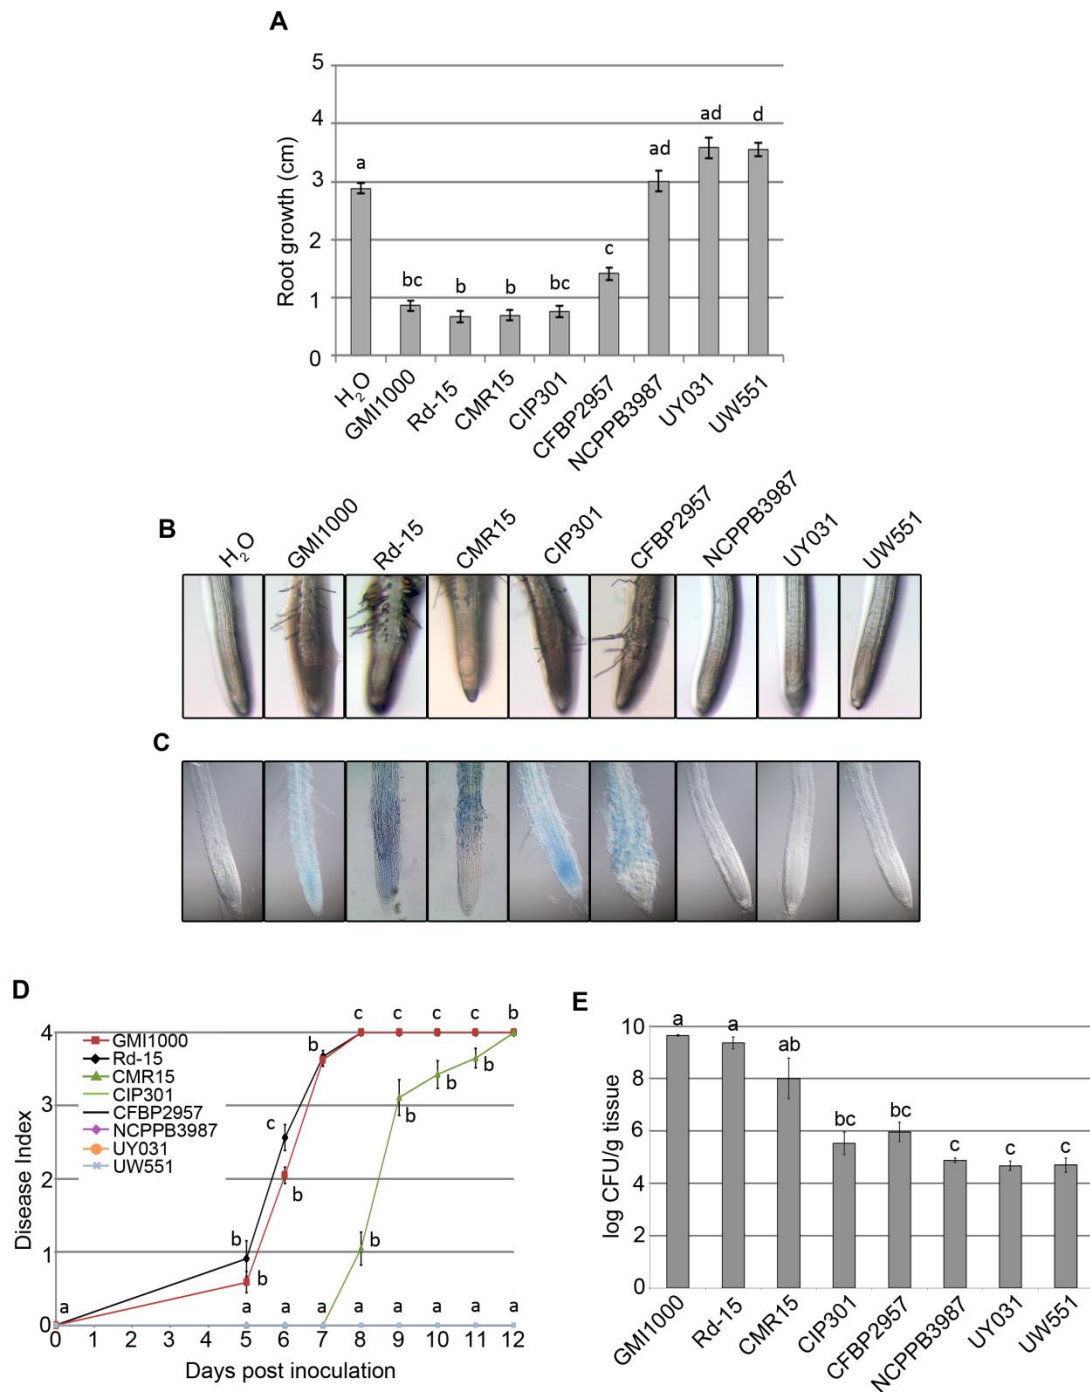 A
5
4
3
2
1
0
Root growth (cm)
a
bc
b
b
bc
c
ad
ad
d
H₂O
GMI1000
Rd-15
CMR15
CIP301
CFBP2957
NCPPB3987
UY031
UW551
B
H₂O
GMI1000
Rd-15
CMR15
CIP301
CFBP2957
NCPPB3987
UY031
UW551
C
D
4
3
2
1
0
Disease Index
GMI1000
Rd-15
CMR15
CIP301
CFBP2957
NCPPB3987
UY031
UW551
c c c c b
b
c
b
b
b
b
b
b
b
b
a
a a a a a a a a
0 1 2 3 4 5 6 7 8 9 10 11 12
Days post inoculation
E
10
8
6
4
2
0
log CFU/g tissue
a
a
ab
bc
bc
c
c
c
GMI1000
Rd-15
CMR15
CIP301
CFBP2957
NCPPB3987
UY031
UW551